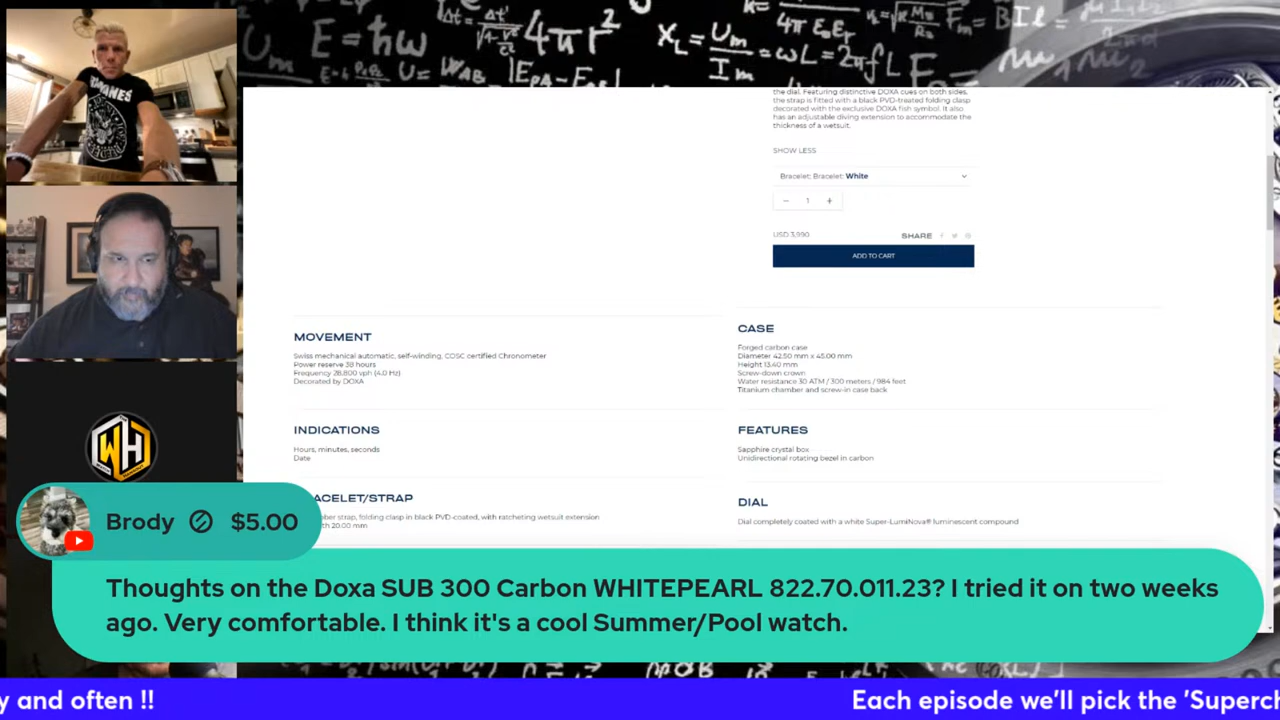 E = ħω
4πr²
the dial. Featuring distinctive DOXA cues on both sides,
the strap is fitted with a black PVD-treated folding clasp
decorated with the exclusive DOXA fish symbol. It also
has an adjustable diving extension to accommodate the
thickness of a wetsuit.
SHOW LESS
Bracelet: Bracelet: White
− 1 +
USD 3,990
SHARE
ADD TO CART
MOVEMENT
Swiss mechanical automatic, self-winding, COSC certified Chronometer
Power reserve 38 hours
Frequency 28,800 vph (4.0 Hz)
Decorated by DOXA
CASE
Forged carbon case
Diameter 42.50 mm x 45.00 mm
Height 13.40 mm
Screw-down crown
Water resistance 30 ATM / 300 meters / 984 feet
Titanium chamber and screw-in case back
INDICATIONS
Hours, minutes, seconds
Date
FEATURES
Sapphire crystal box
Unidirectional rotating bezel in carbon
ACELET/STRAP
strap, folding clasp in black PVD-coated, with ratcheting wetsuit extension
20.00 mm
DIAL
Dial completely coated with a white Super-LumiNova® luminescent compound
WH
Brody $5.00
Thoughts on the Doxa SUB 300 Carbon WHITEPEARL 822.70.011.23? I tried it on two weeks
ago. Very comfortable. I think it's a cool Summer/Pool watch.
y and often !!
Each episode we'll pick the 'Superch